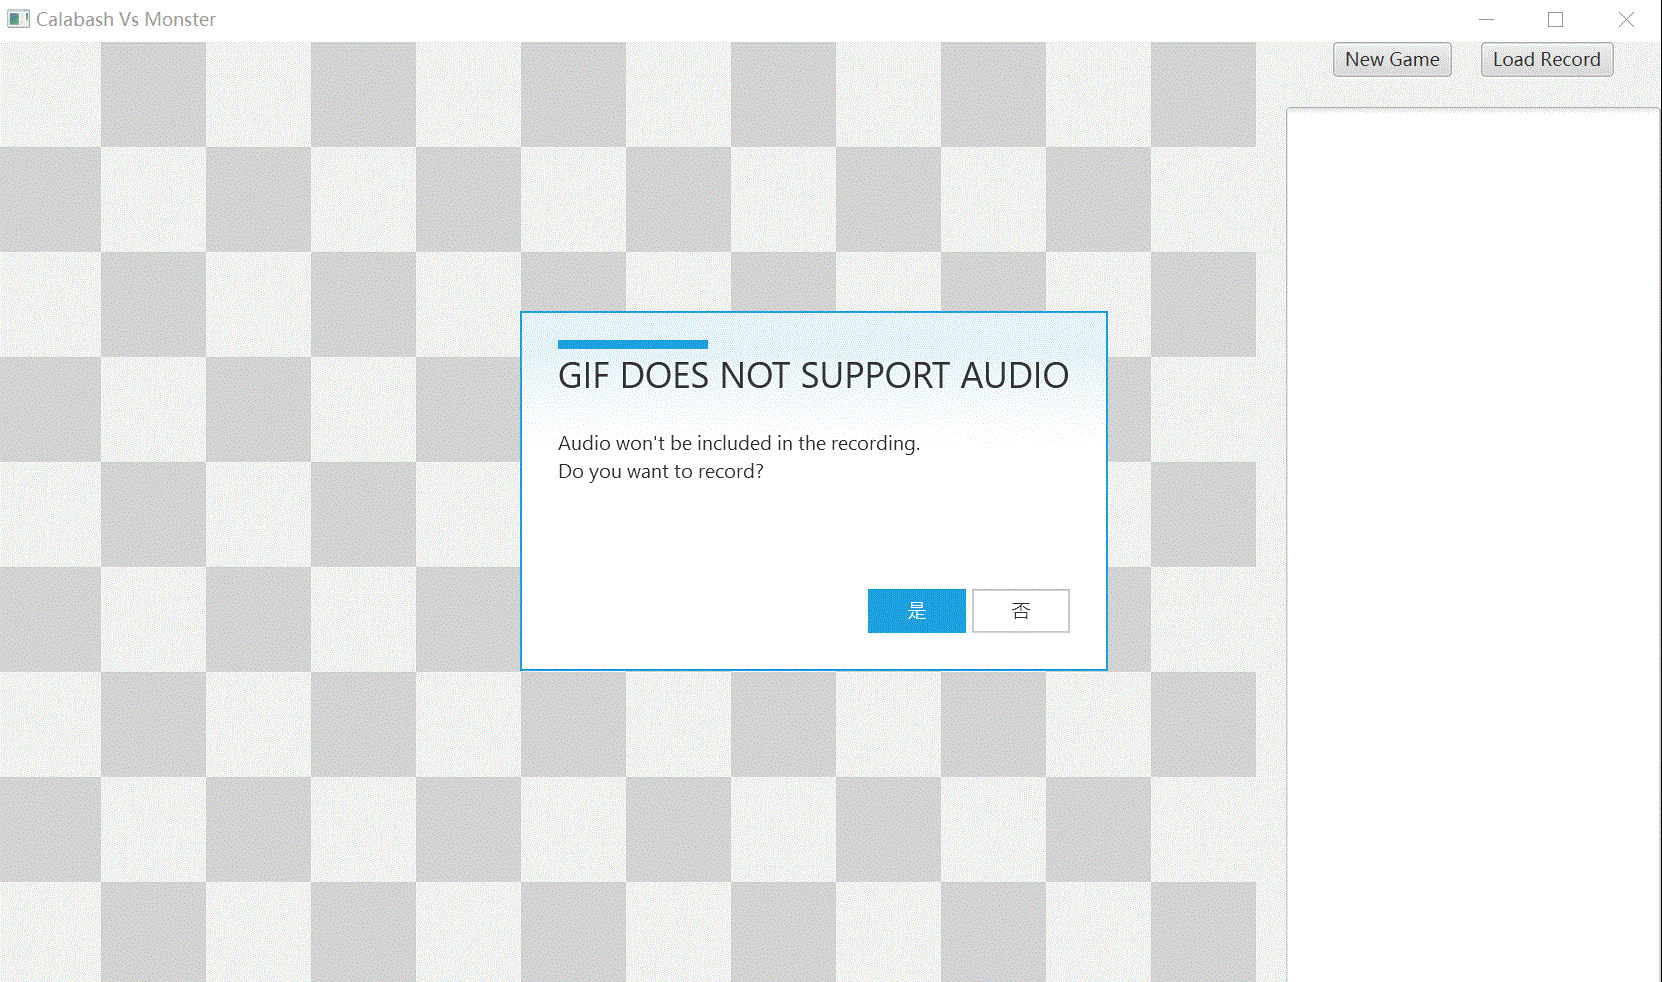 Calabash Vs Monster
New Game
Load Record
GIF DOES NOT SUPPORT AUDIO
Audio won't be included in the recording.
Do you want to record?
是
否